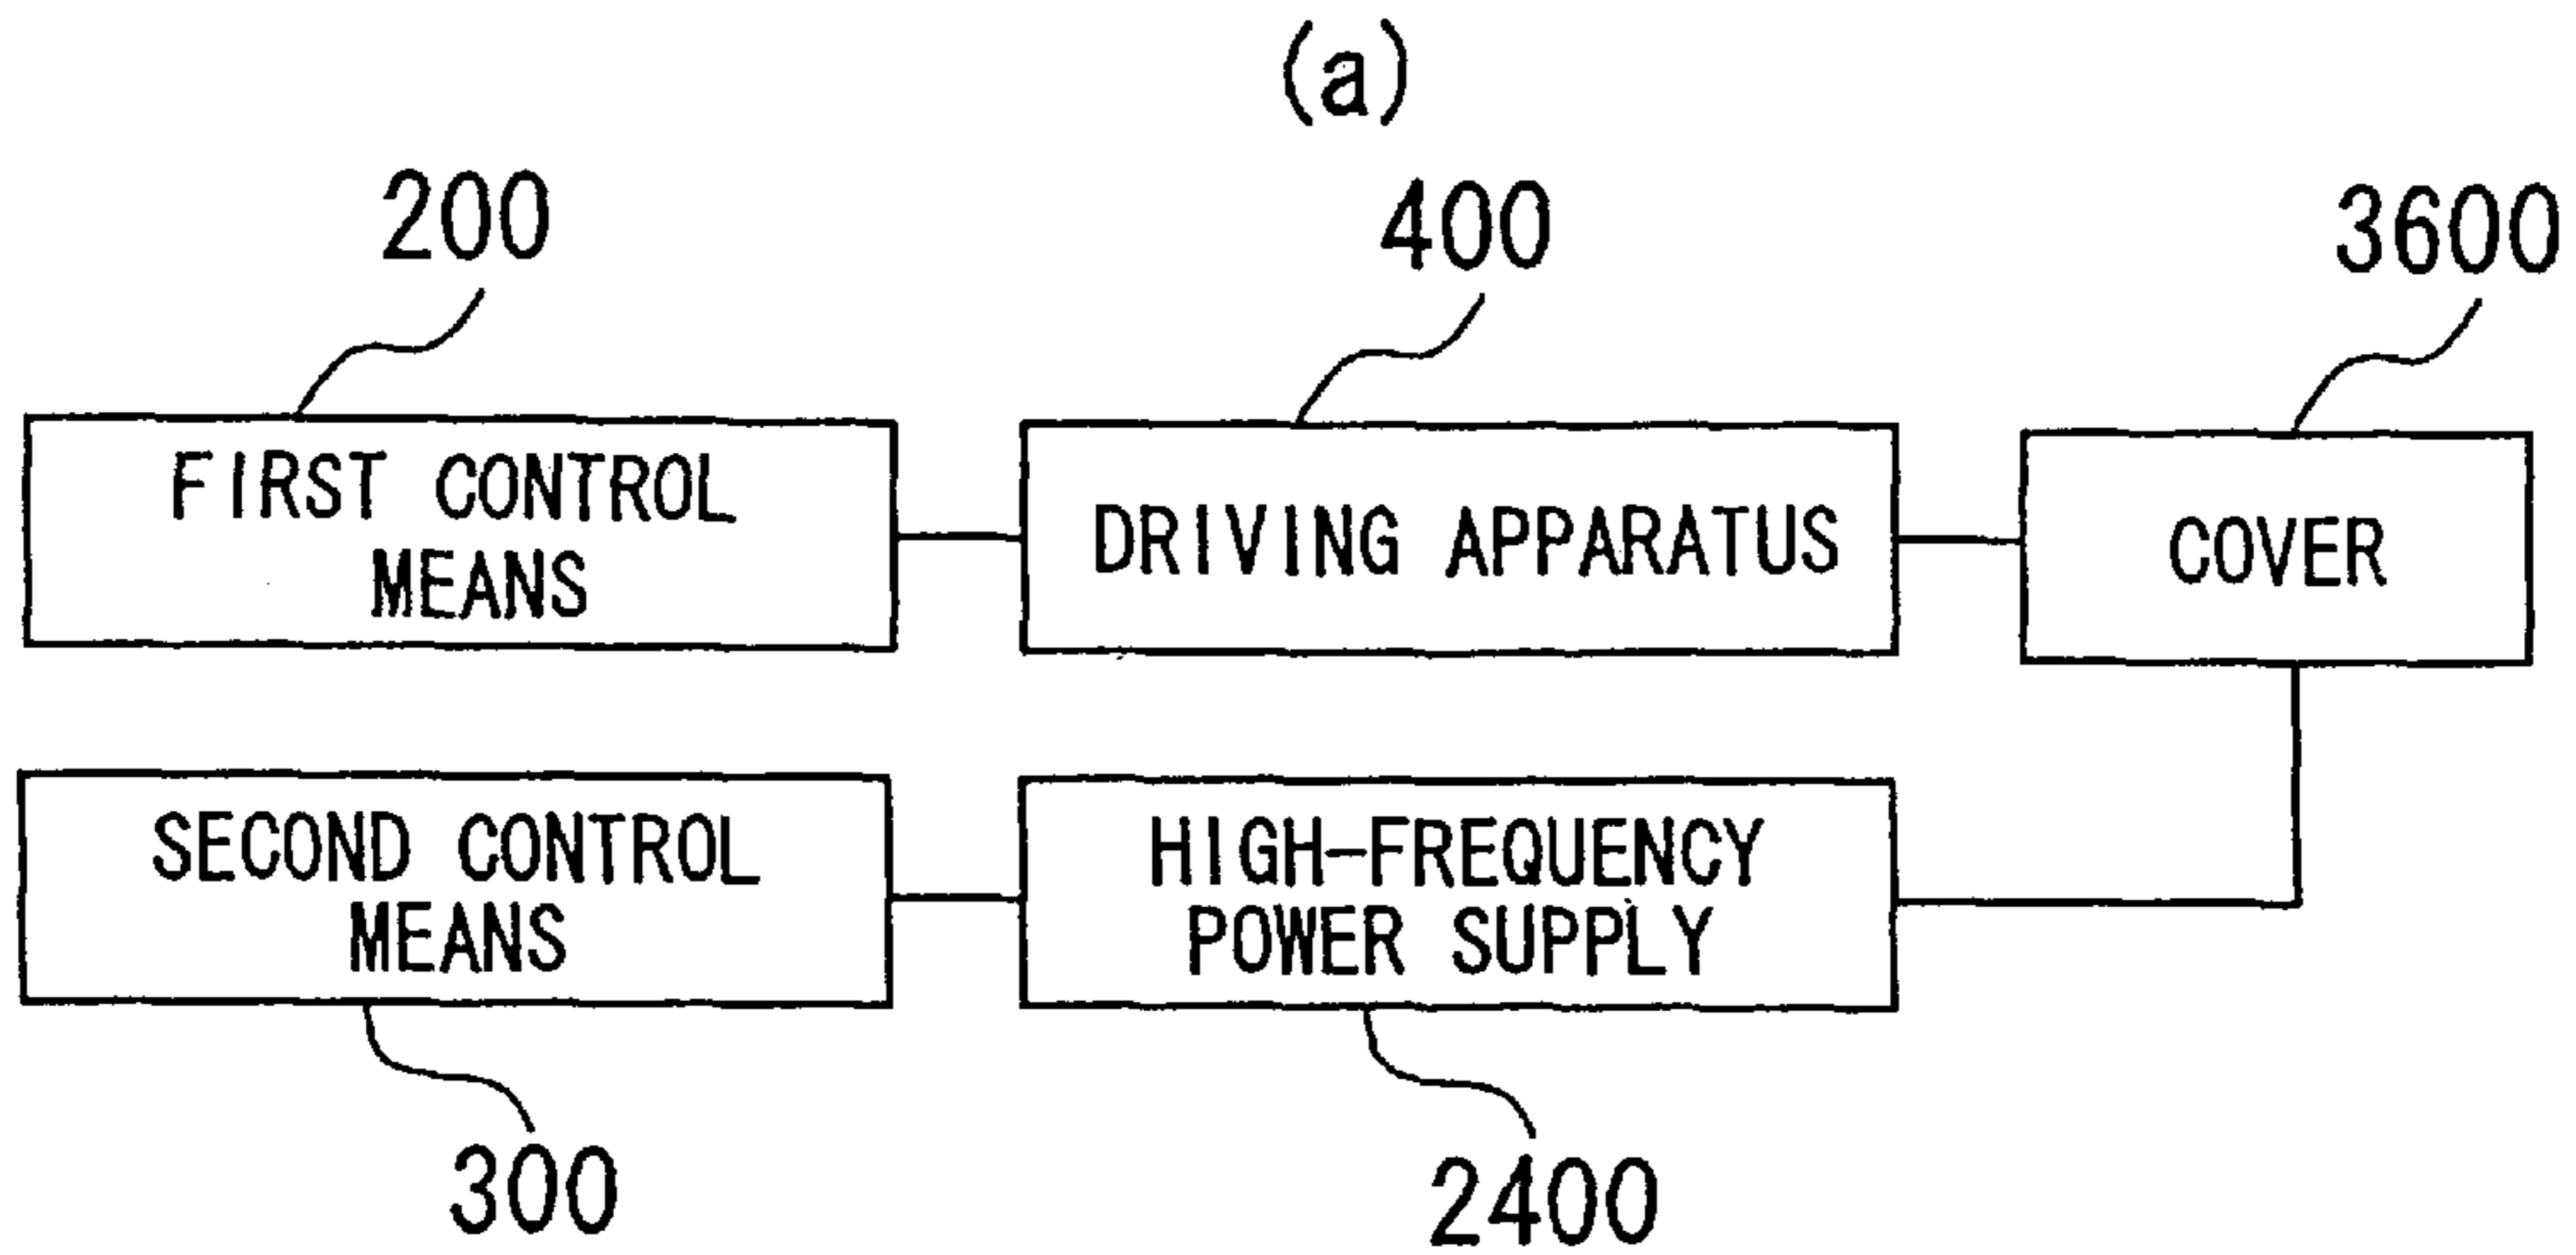 (a)
200
400
3600
FIRST CONTROL
MEANS
DRIVING APPARATUS
COVER
SECOND CONTROL
MEANS
HIGH-FREQUENCY
POWER SUPPLY
300
2400